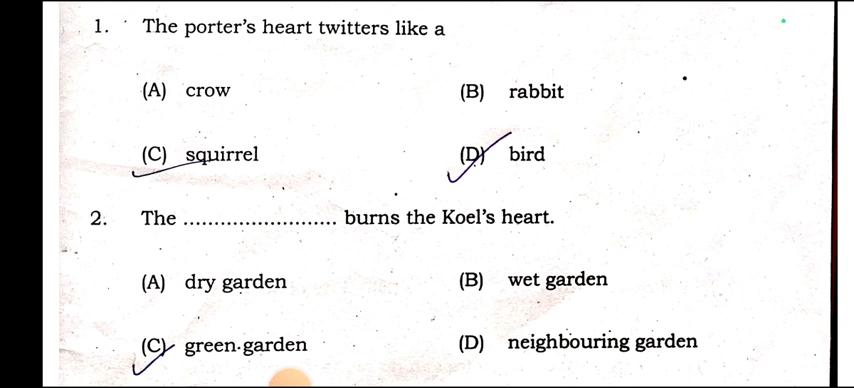 1. The porter's heart twitters like a
(A) crow (B) rabbit
(C) squirrel (D) bird
2. The ........................ burns the Koel's heart.
(A) dry garden (B) wet garden
(C) green garden (D) neighbouring garden